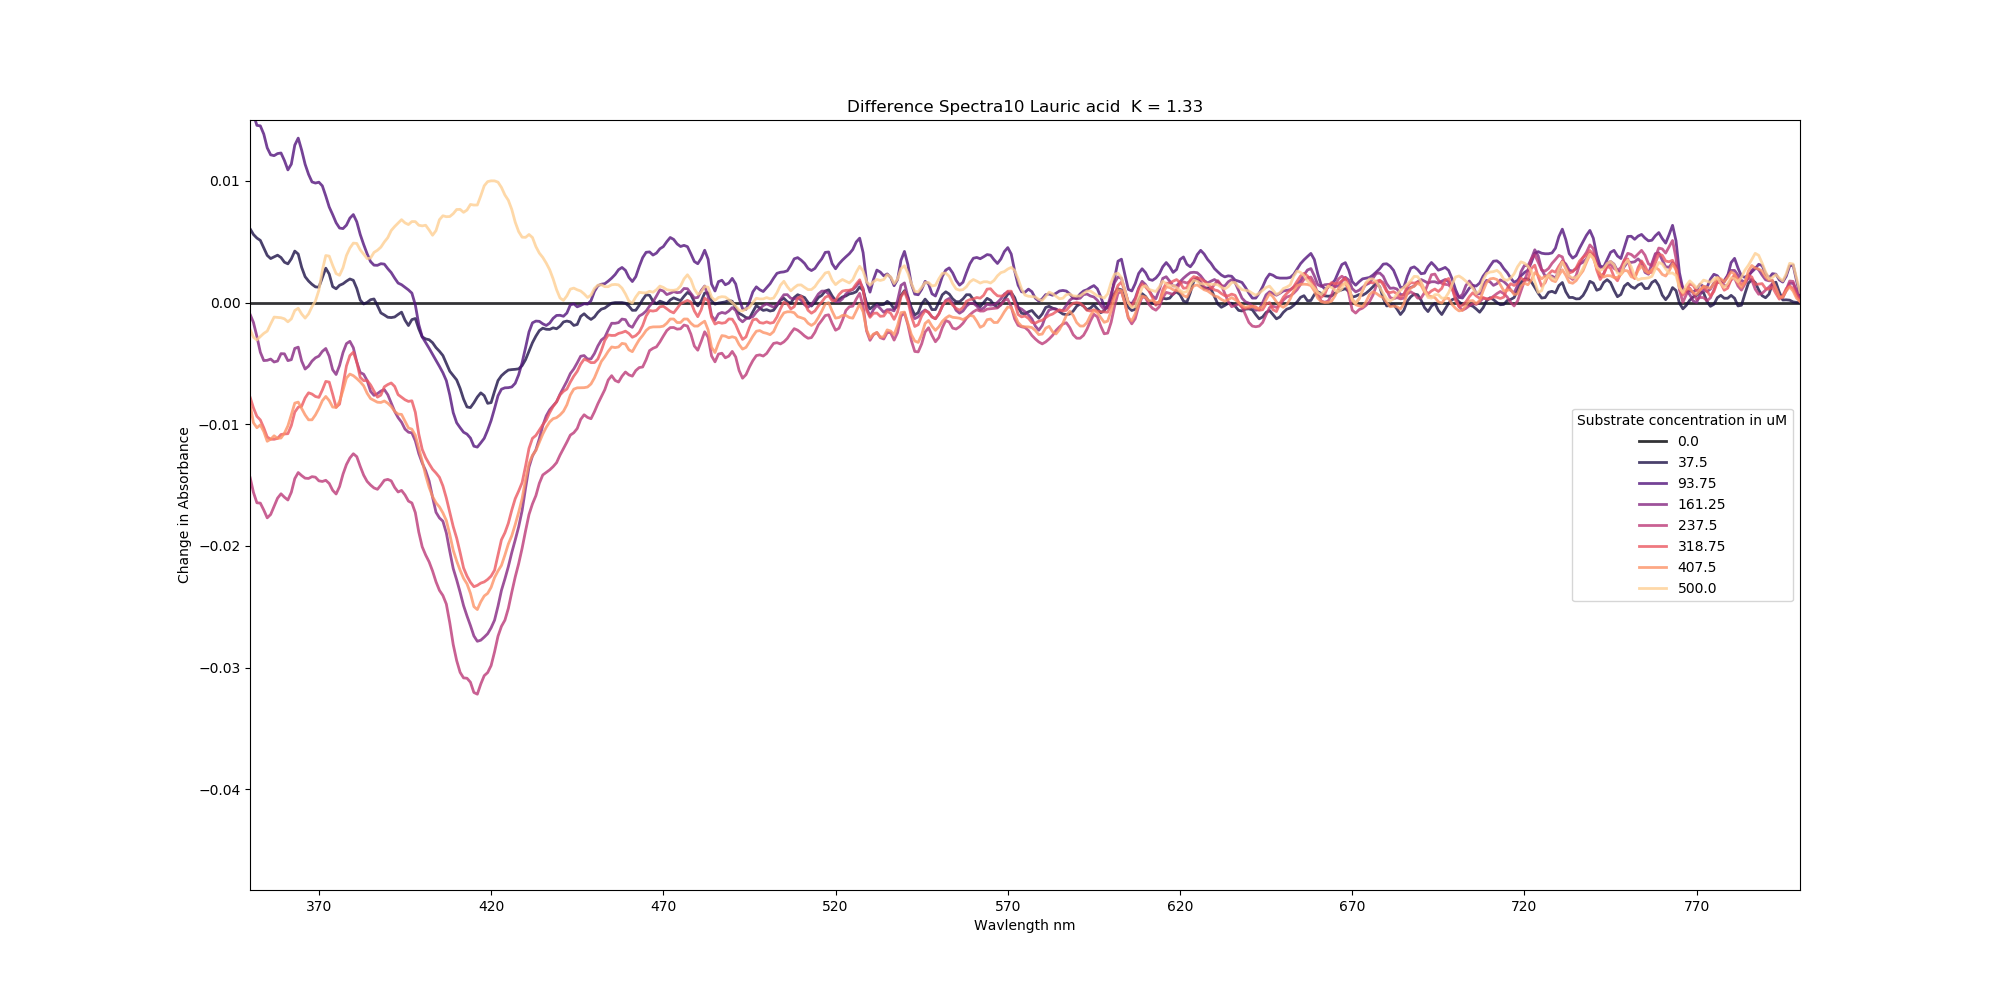 Difference Spectra10 Lauric acid  K = 1.33
0.01
0.00
−0.01
−0.02
−0.03
−0.04
Change in Absorbance
370 420 470 520 570 620 670 720 770
Wavlength nm
Substrate concentration in uM
0.0
37.5
93.75
161.25
237.5
318.75
407.5
500.0